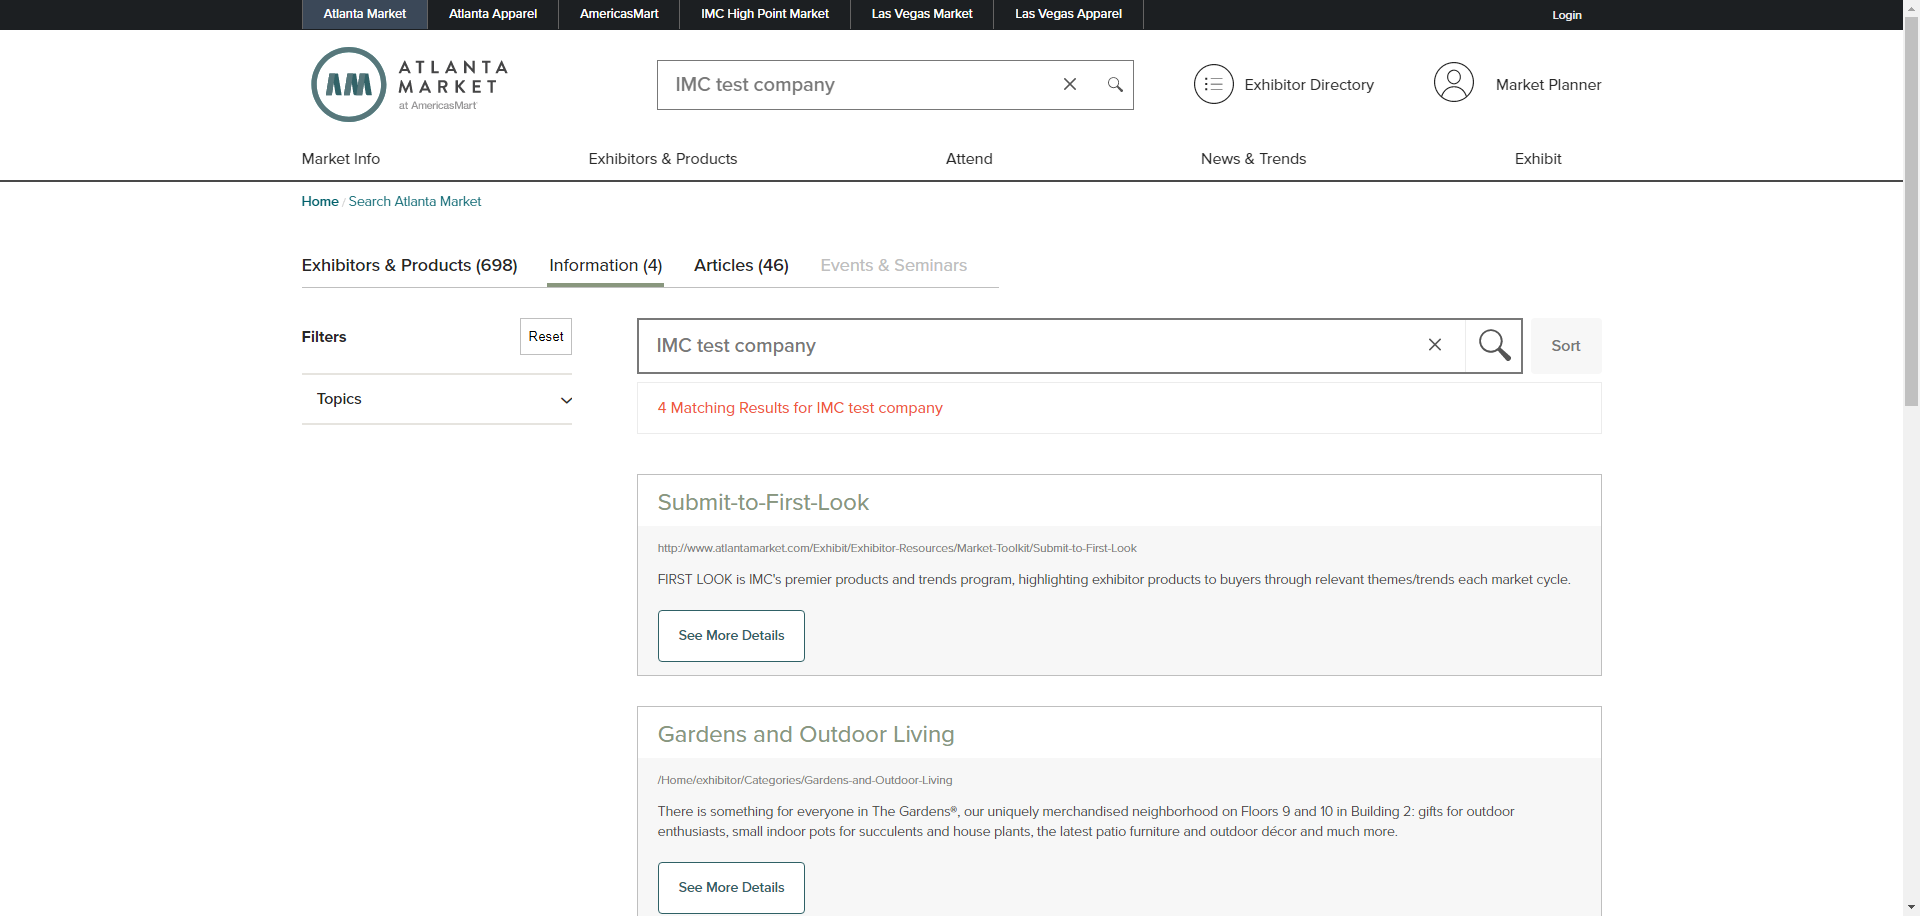 Atlanta Market Atlanta Apparel AmericasMart IMC High Point Market Las Vegas Market Las Vegas Apparel Login
AM ATLANTA MARKET at AmericasMart
IMC test company
Exhibitor Directory
Market Planner
Market Info Exhibitors & Products Attend News & Trends Exhibit
Home / Search Atlanta Market
Exhibitors & Products (698) Information (4) Articles (46) Events & Seminars
Filters Reset
Topics
IMC test company
Sort
4 Matching Results for IMC test company
Submit-to-First-Look
http://www.atlantamarket.com/Exhibit/Exhibitor-Resources/Market-Toolkit/Submit-to-First-Look
FIRST LOOK is IMC's premier products and trends program, highlighting exhibitor products to buyers through relevant themes/trends each market cycle.
See More Details
Gardens and Outdoor Living
/Home/exhibitor/Categories/Gardens-and-Outdoor-Living
There is something for everyone in The Gardens®, our uniquely merchandised neighborhood on Floors 9 and 10 in Building 2: gifts for outdoor
enthusiasts, small indoor pots for succulents and house plants, the latest patio furniture and outdoor décor and much more.
See More Details